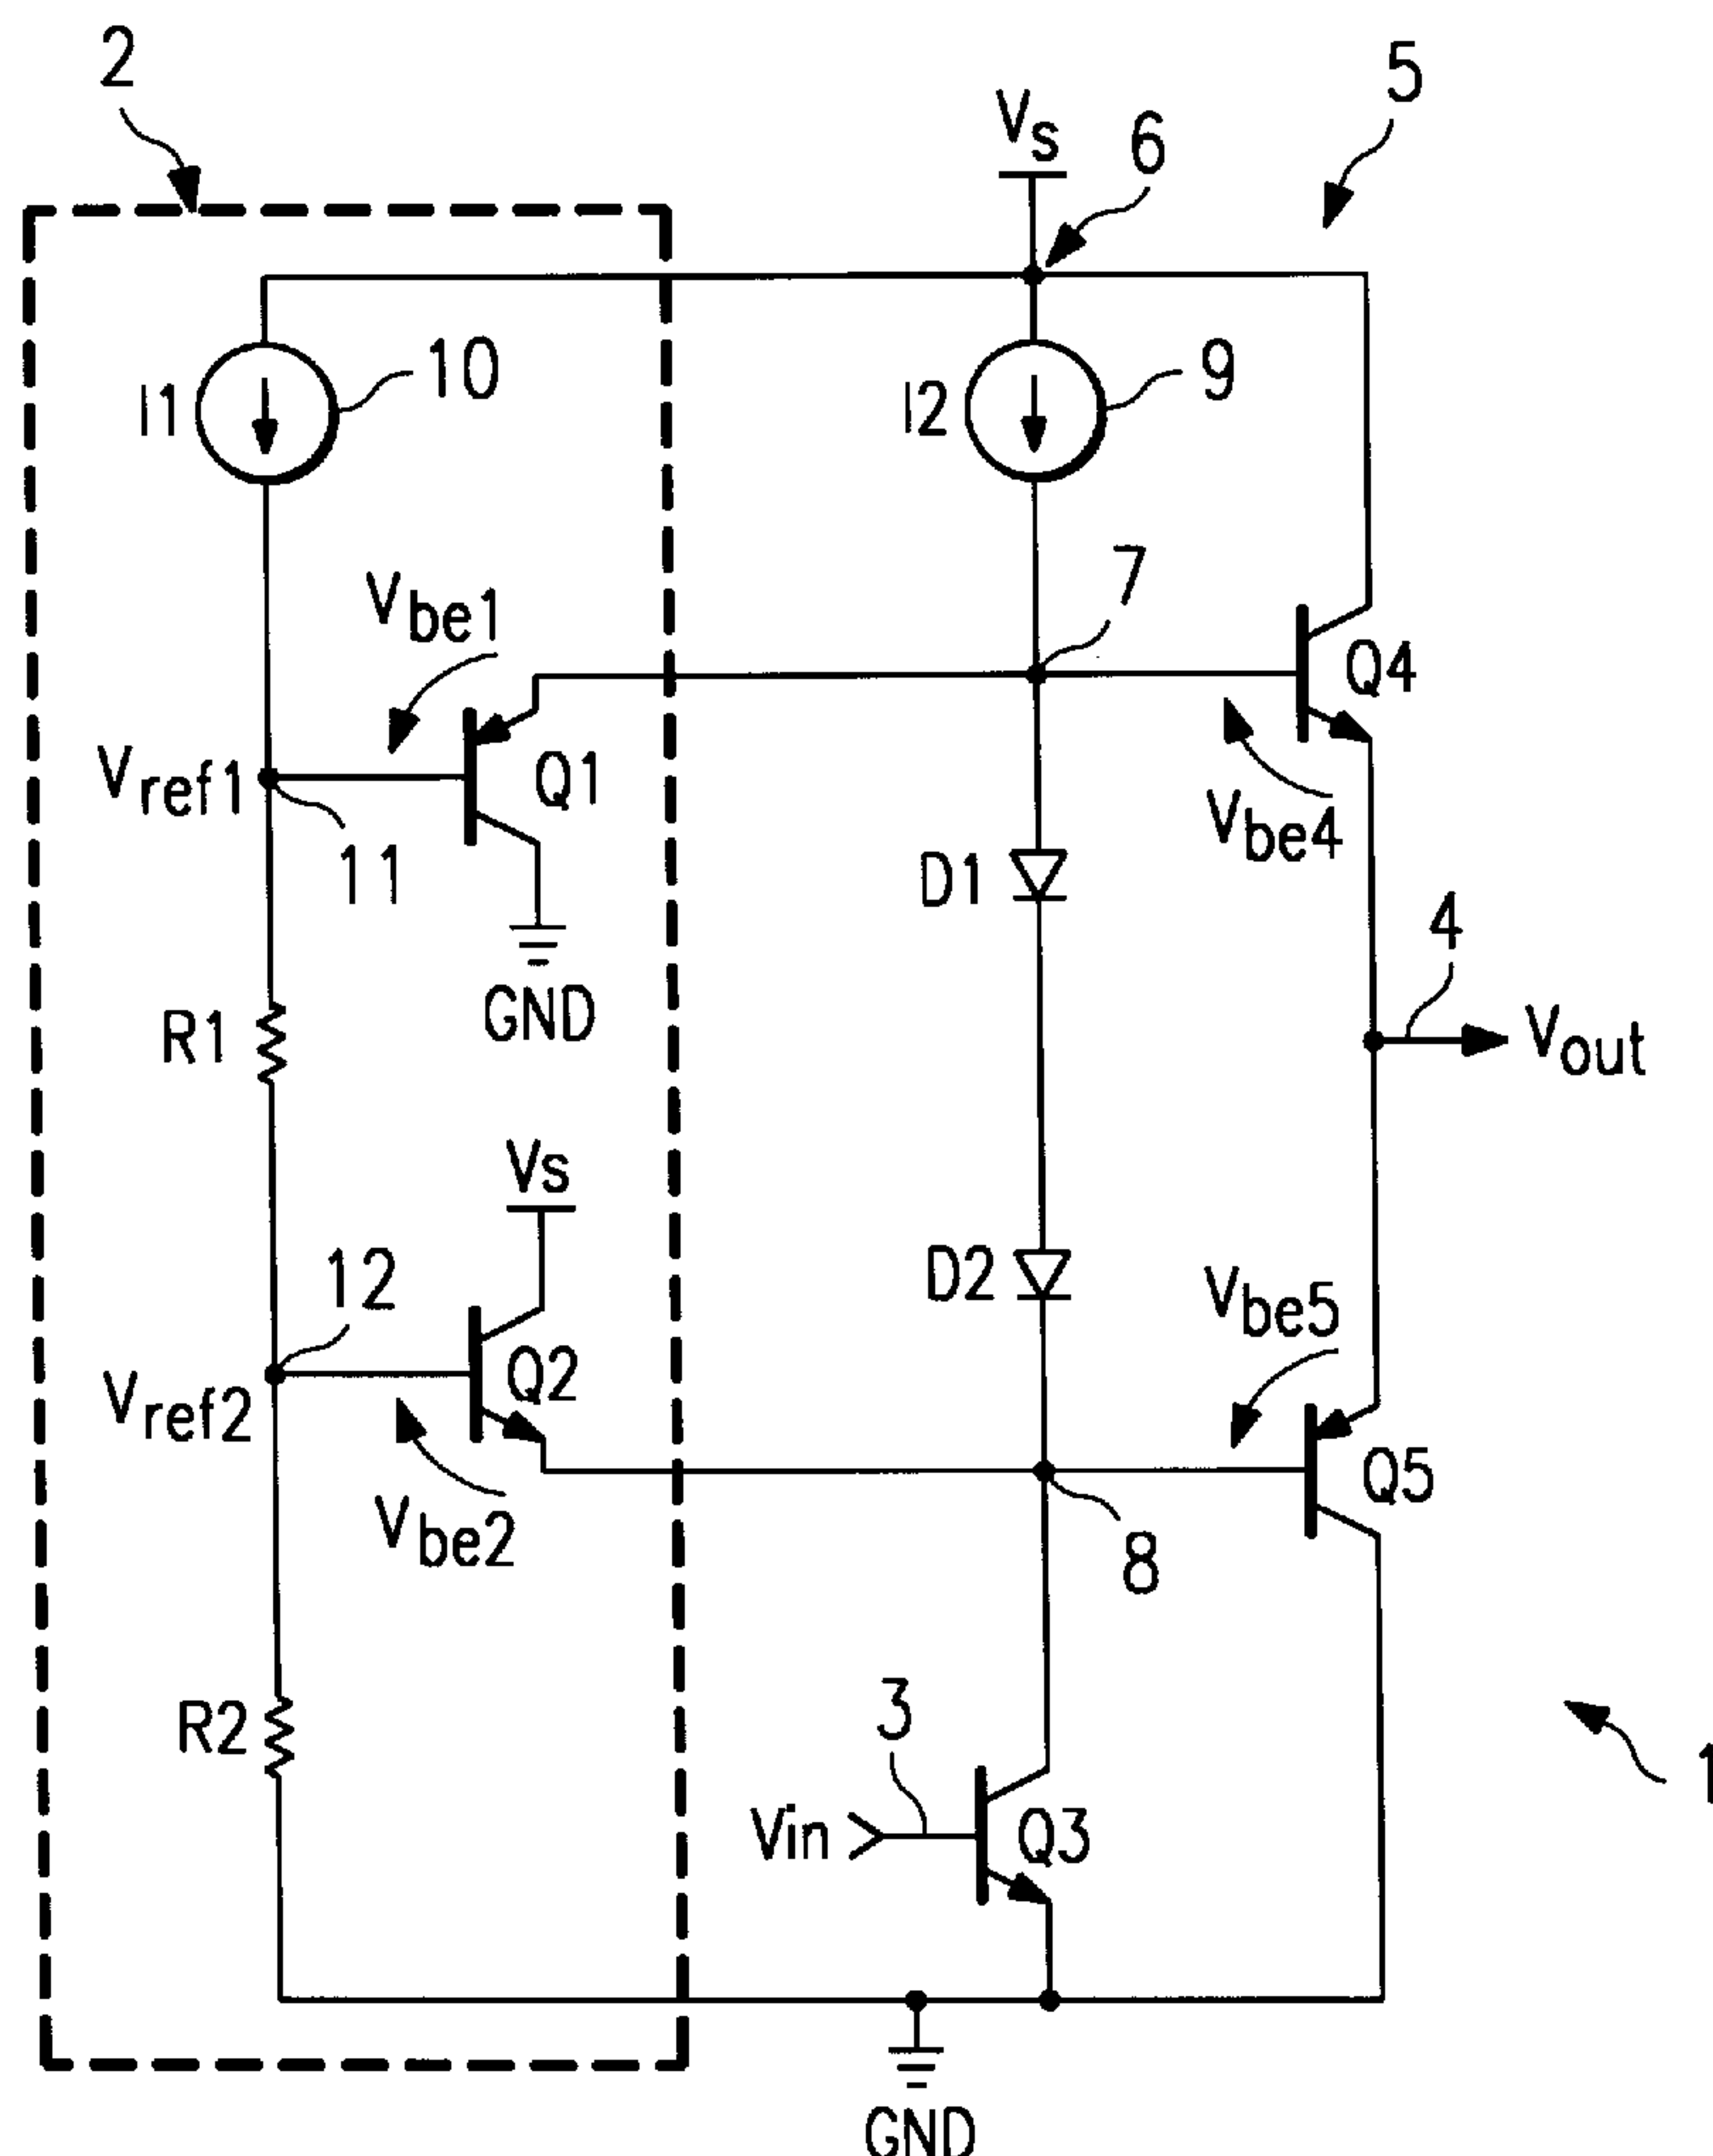 2
5
Vs
6
I1
10
I2
9
7
Vbe1
Q4
Vref1
Q1
Vbe4
11
D1
4
GND
R1
Vout
Vs
12
D2
Vbe5
Q2
Vref2
Q5
Vbe2
8
3
R2
1
Vin
Q3
GND